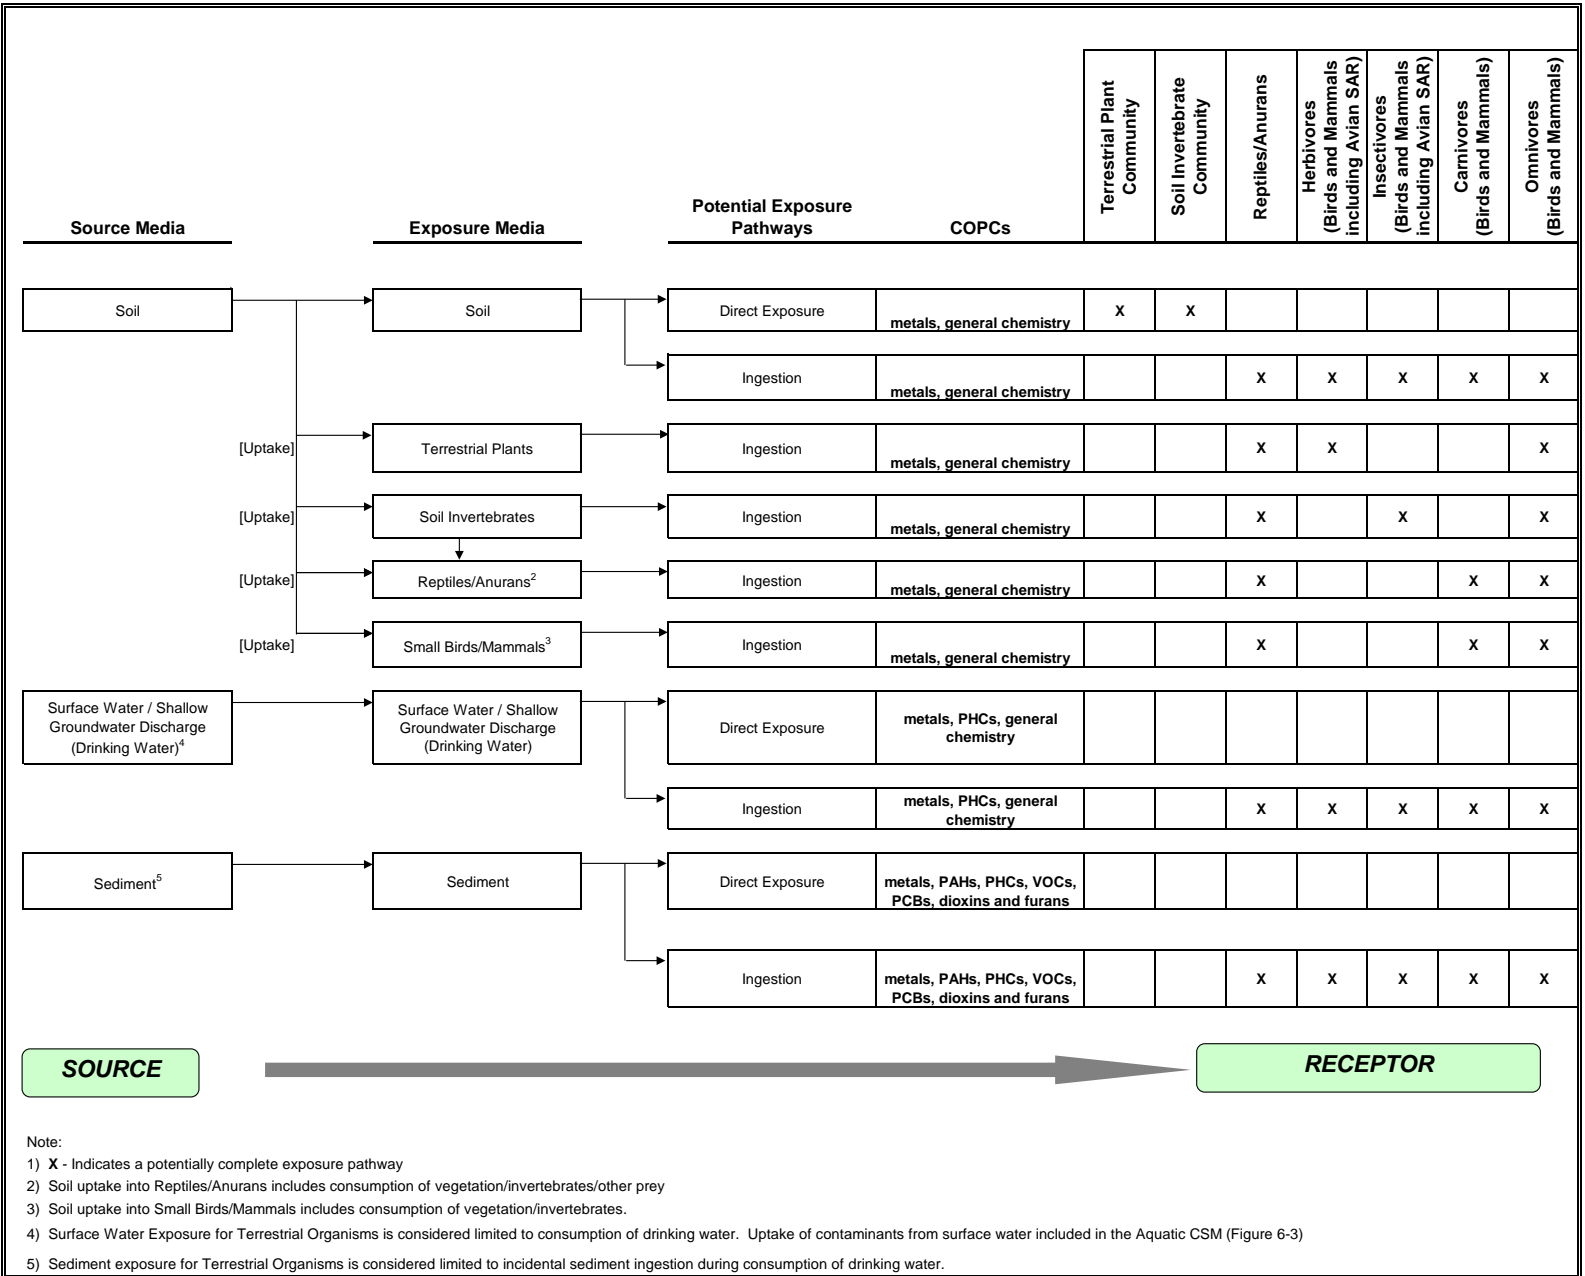 Terrestrial Plant
Community
Soil Invertebrate
Community
Reptiles/Anurans
Herbivores
(Birds and Mammals
including Avian SAR)
Insectivores
(Birds and Mammals
including Avian SAR)
Carnivores
(Birds and Mammals)
Omnivores
(Birds and Mammals)
Source Media
Exposure Media
Potential Exposure
Pathways
COPCs
Soil
Soil
Direct Exposure
metals, general chemistry
X X
Ingestion
metals, general chemistry
X X X X X
[Uptake]
Terrestrial Plants
Ingestion
metals, general chemistry
X X X
[Uptake]
Soil Invertebrates
Ingestion
metals, general chemistry
X X X
[Uptake]
Reptiles/Anurans2
Ingestion
metals, general chemistry
X X X
[Uptake]
Small Birds/Mammals3
Ingestion
metals, general chemistry
X X X
Surface Water / Shallow
Groundwater Discharge
(Drinking Water)4
Surface Water / Shallow
Groundwater Discharge
(Drinking Water)
Direct Exposure
metals, PHCs, general
chemistry
Ingestion
metals, PHCs, general
chemistry
X X X X X
Sediment5
Sediment
Direct Exposure
metals, PAHs, PHCs, VOCs,
PCBs, dioxins and furans
Ingestion
metals, PAHs, PHCs, VOCs,
PCBs, dioxins and furans
X X X X X
SOURCE
RECEPTOR
Note:
1) X - Indicates a potentially complete exposure pathway
2) Soil uptake into Reptiles/Anurans includes consumption of vegetation/invertebrates/other prey
3) Soil uptake into Small Birds/Mammals includes consumption of vegetation/invertebrates.
4) Surface Water Exposure for Terrestrial Organisms is considered limited to consumption of drinking water. Uptake of contaminants from surface water included in the Aquatic CSM (Figure 6-3)
5) Sediment exposure for Terrestrial Organisms is considered limited to incidental sediment ingestion during consumption of drinking water.